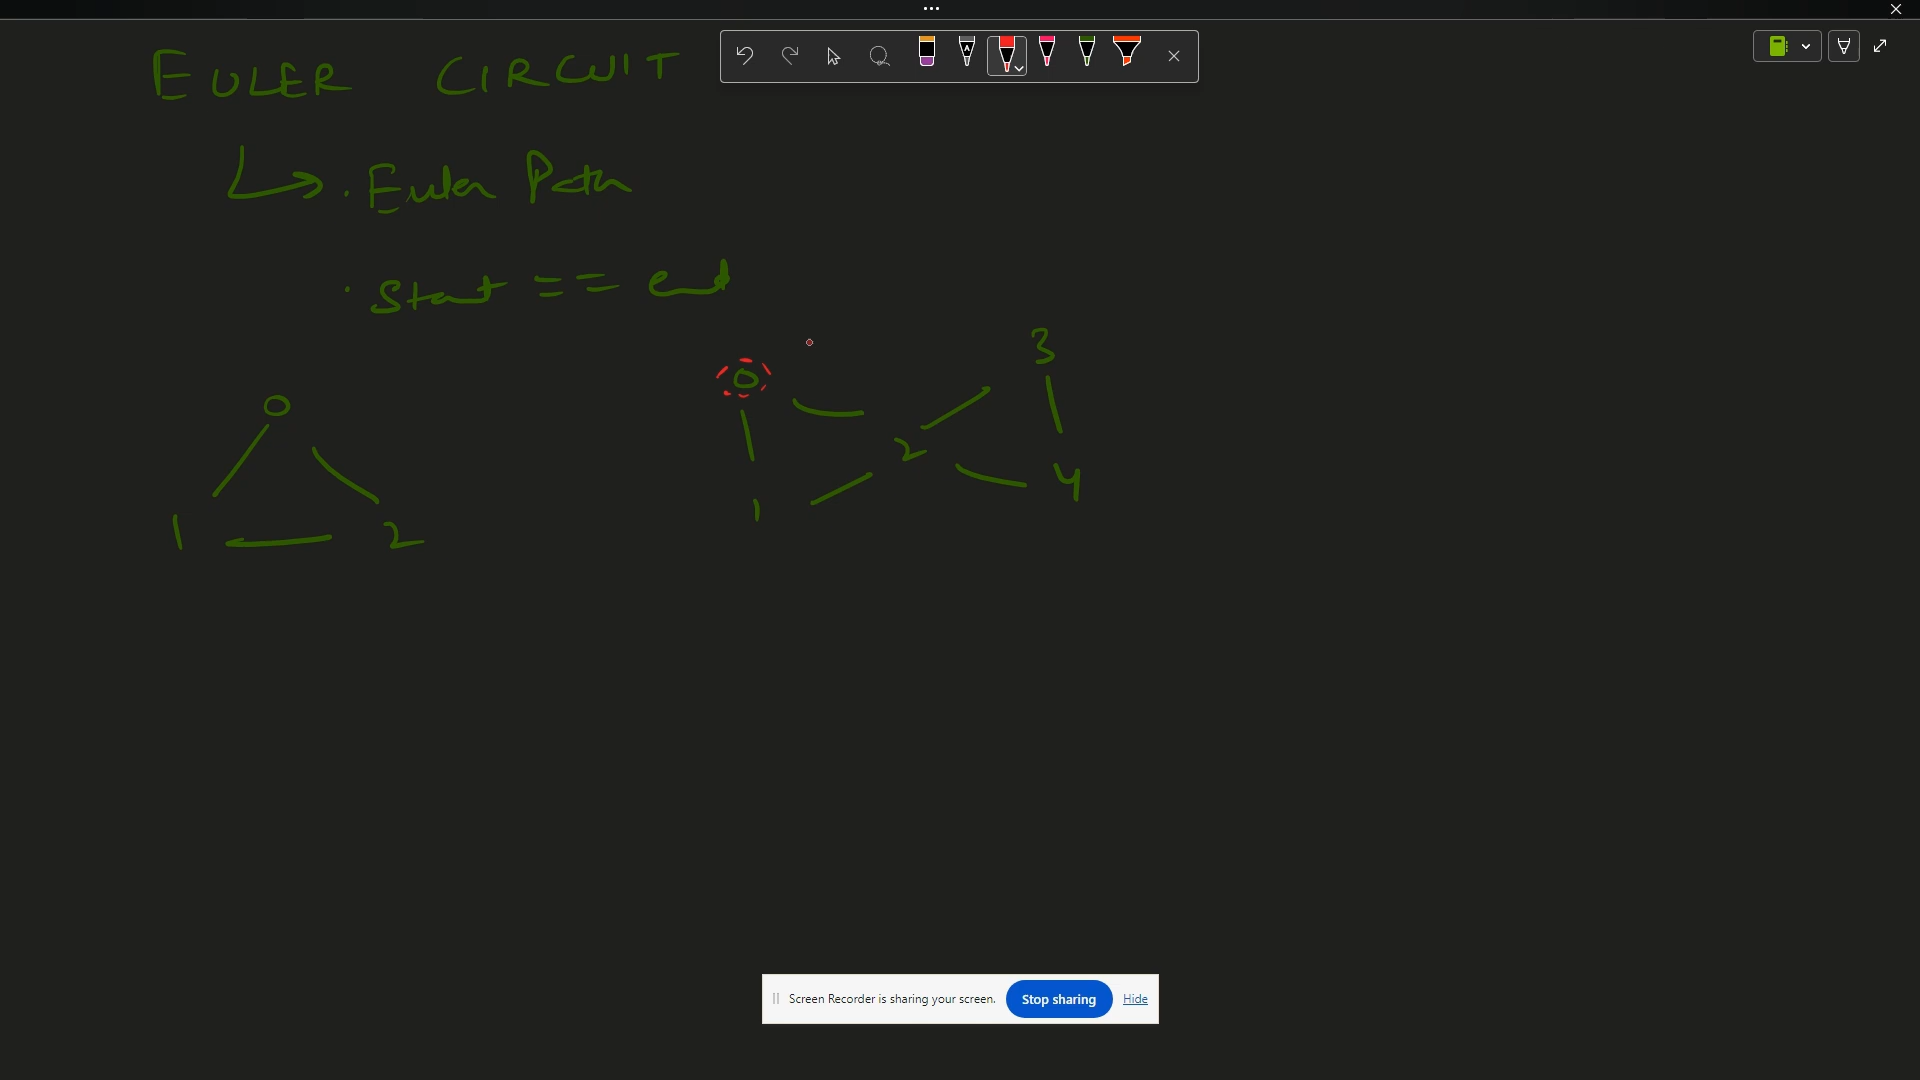 EULER CIRCUIT
. Euler Path
. Start == end
3
0
0
2
4
1
1 2
Screen Recorder is sharing your screen. Stop sharing Hide